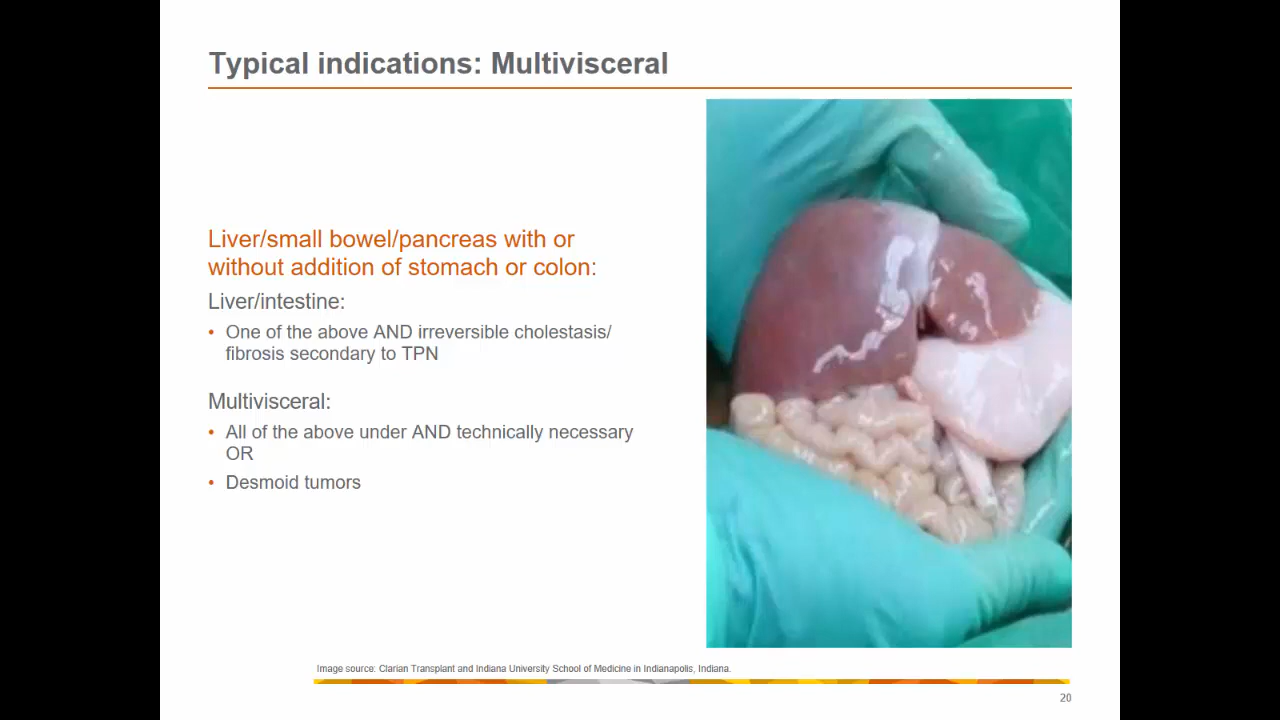 Typical indications: Multivisceral
Liver/small bowel/pancreas with or
without addition of stomach or colon:
Liver/intestine:
• One of the above AND irreversible cholestasis/
fibrosis secondary to TPN
Multivisceral:
• All of the above under AND technically necessary
OR
• Desmoid tumors
Image source: Clarian Transplant and Indiana University School of Medicine in Indianapolis, Indiana.
20